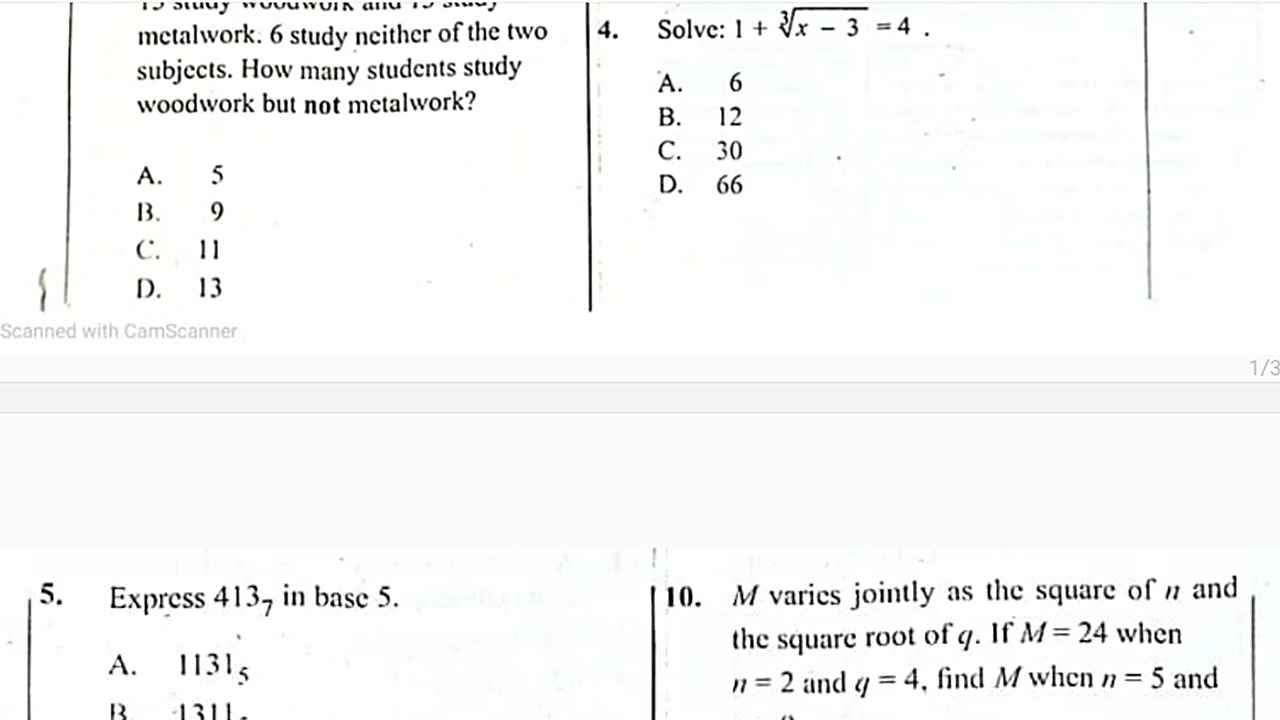 metalwork. 6 study neither of the two
subjects. How many students study
woodwork but not metalwork?
A. 5
B. 9
C. 11
D. 13
4. Solve: 1 + ∛x − 3 = 4 .
A. 6
B. 12
C. 30
D. 66
Scanned with CamScanner
1/3
5. Express 413₇ in base 5.
A. 1131₅
B. 1311
10. M varies jointly as the square of n and
the square root of q. If M = 24 when
n = 2 and q = 4, find M when n = 5 and